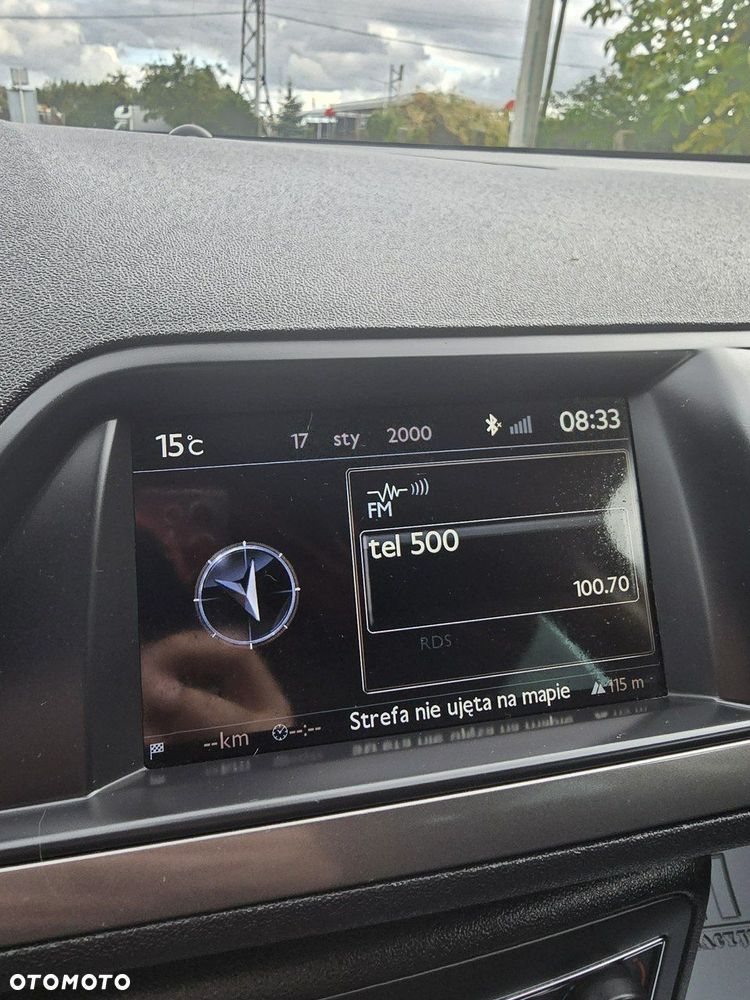 15°C 17 sty 2000 08:33
FM
tel 500
100.70
RDS
Strefa nie ujęta na mapie 115 m
--km --:--
OTOMOTO